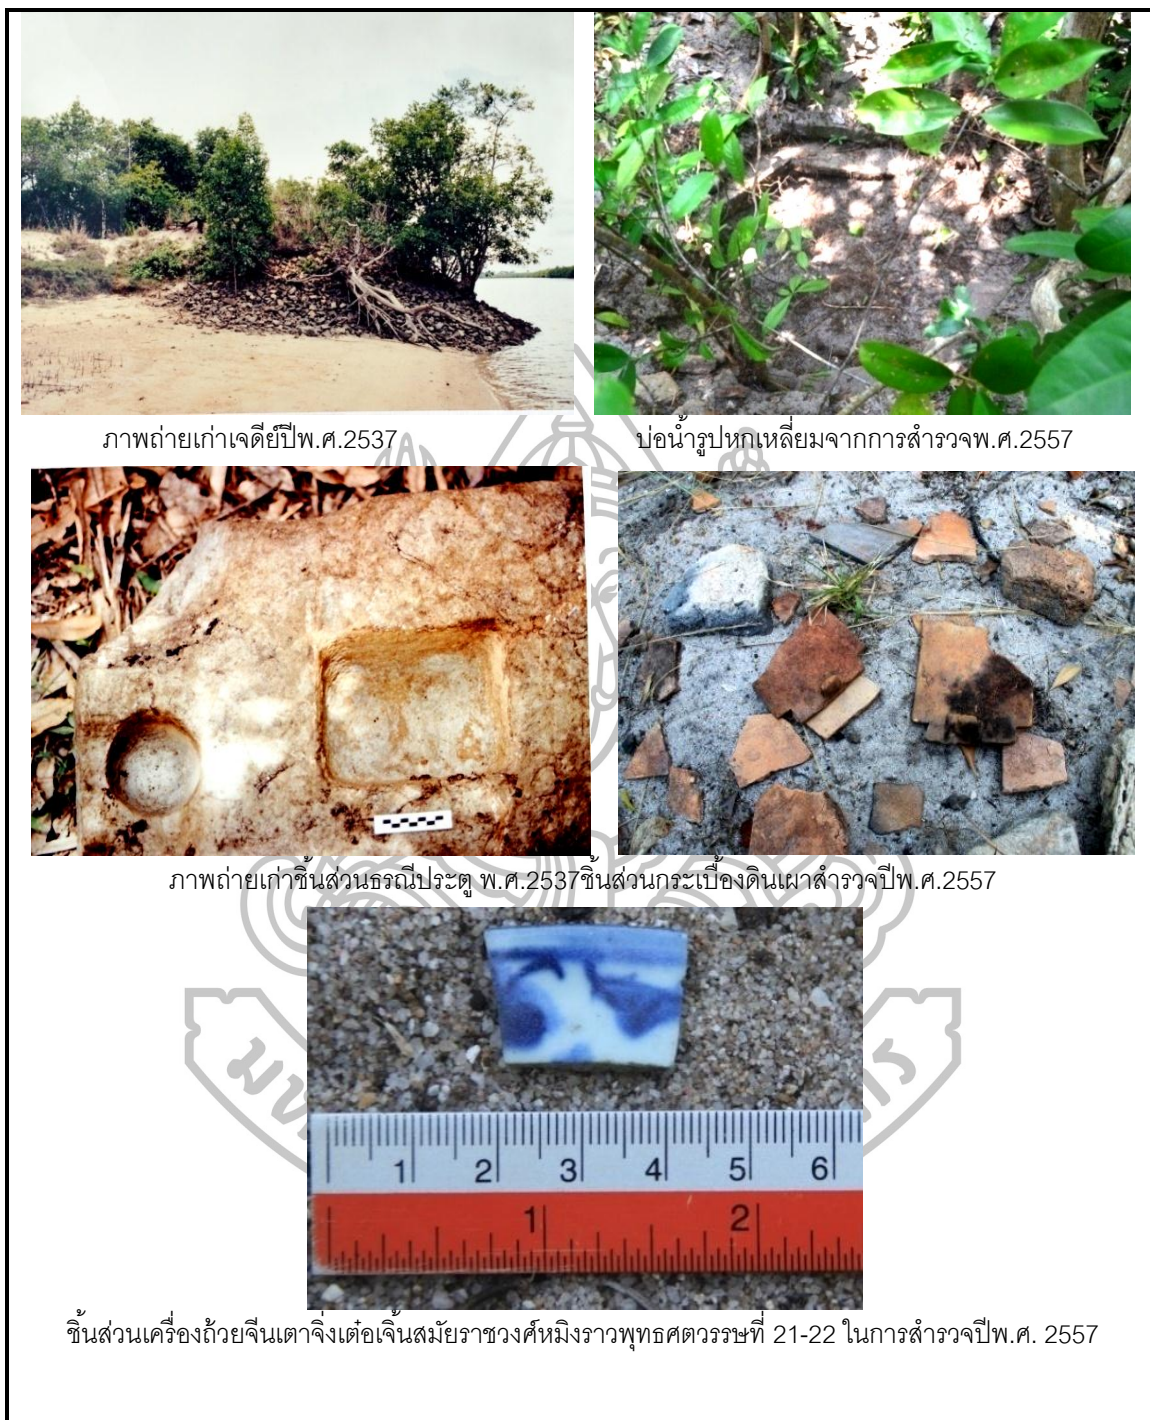 ภาพถ่ายเก่าเจดีย์ปีพ.ศ.2537
บ่อน้ำรูปหกเหลี่ยมจากการสำรวจพ.ศ.2557
ภาพถ่ายเก่าชิ้นส่วนธรณีประตู พ.ศ.2537ชิ้นส่วนกระเบื้องดินเผาสำรวจปีพ.ศ.2557
1 2 3 4 5 6
1 2
ชิ้นส่วนเครื่องถ้วยจีนเตาจิ่งเต๋อเจิ้นสมัยราชวงศ์หมิงราวพุทธศตวรรษที่ 21-22 ในการสำรวจปีพ.ศ. 2557